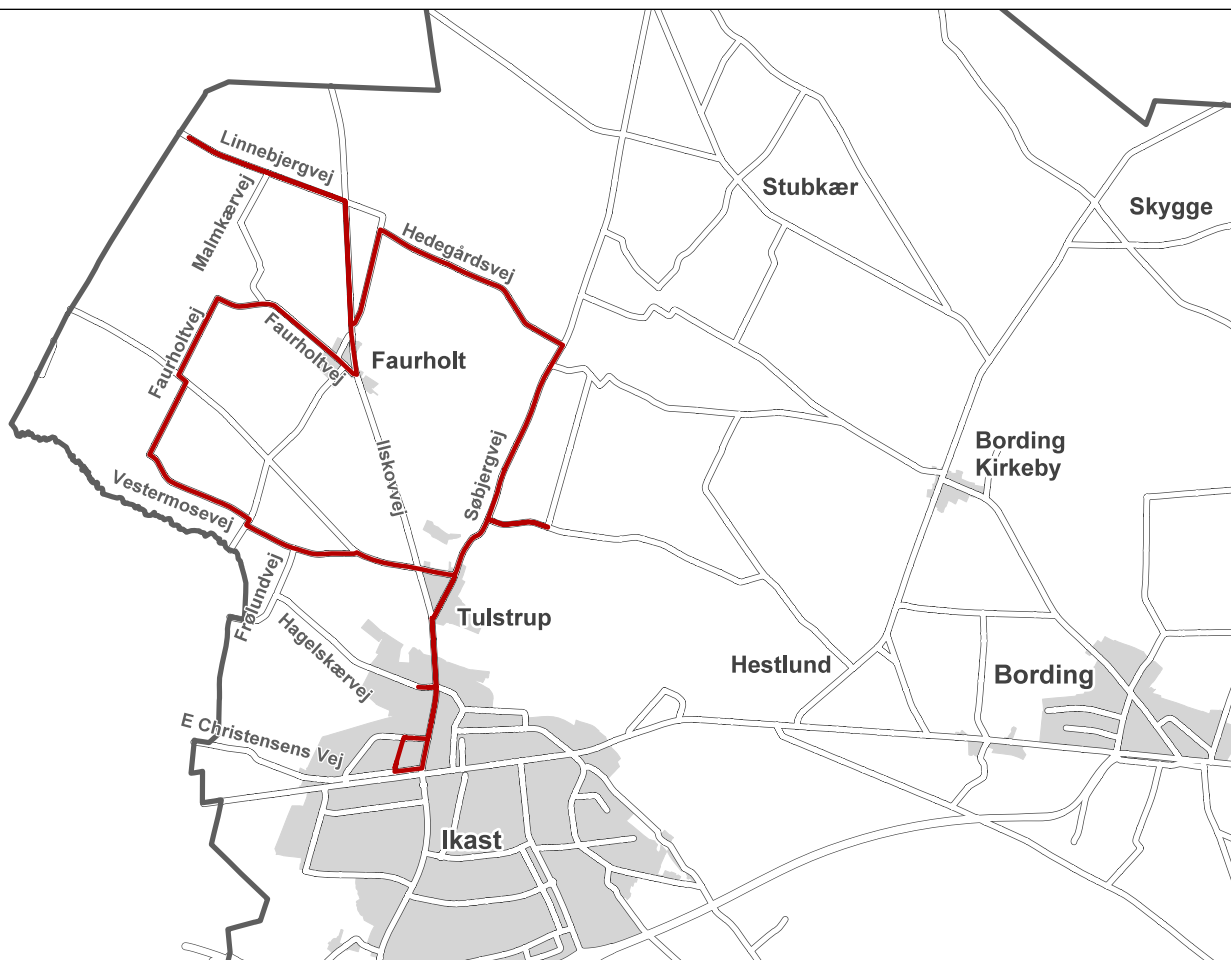 Linnebjergvej
Malmkærvej
Hedegårdsvej
Stubkær
Skygge
Faurholtvej
Faurholtvej
Faurholt
Ilskovvej
Søbjergvej
Bording
Kirkeby
Vestermosevej
Frølundvej
Tulstrup
Hagelskærvej
Hestlund
Bording
E Christensens Vej
Ikast